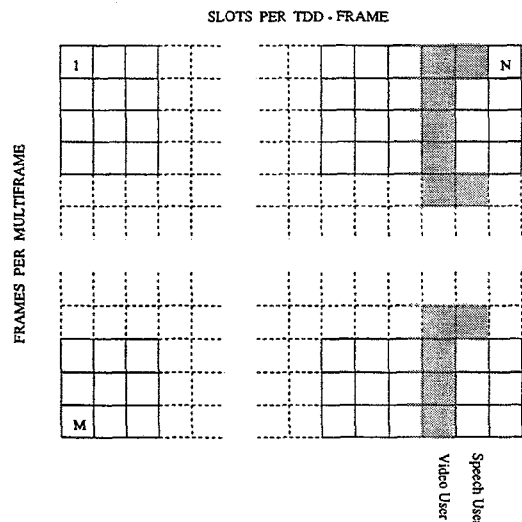 SLOTS PER TDD - FRAME
1
N
FRAMES PER MULTIFRAME
M
Video User
Speech User